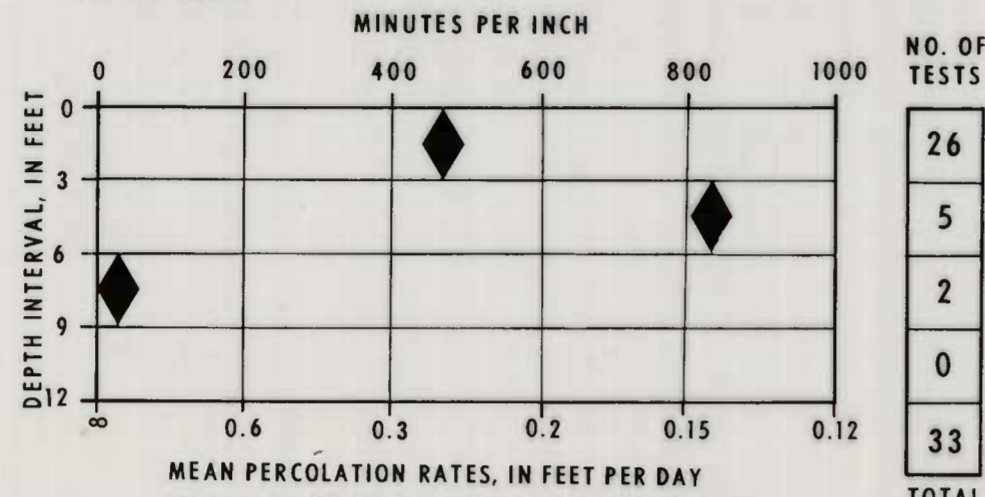 MINUTES PER INCH
0 200 400 600 800 1000
NO. OF
TESTS
DEPTH INTERVAL, IN FEET
0
3
6
9
12
26
5
2
0
33
∞ 0.6 0.3 0.2 0.15 0.12
MEAN PERCOLATION RATES, IN FEET PER DAY
TOTAL